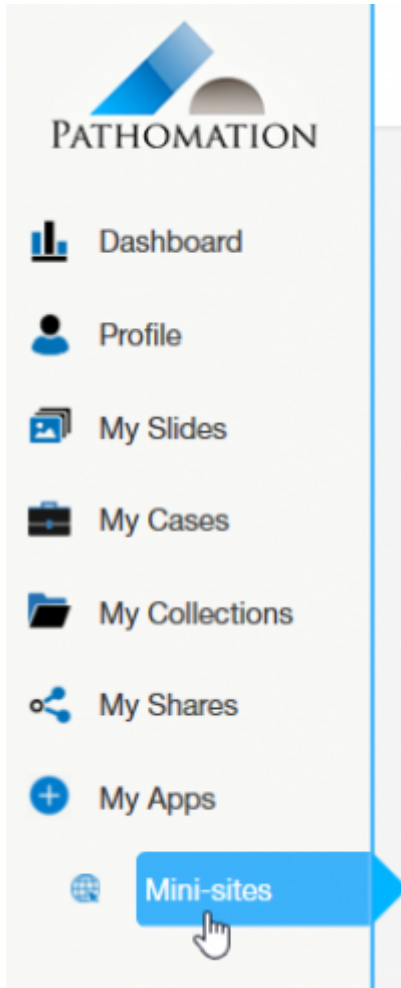 PATHOMATION
Dashboard
Profile
My Slides
My Cases
My Collections
My Shares
My Apps
Mini-sites